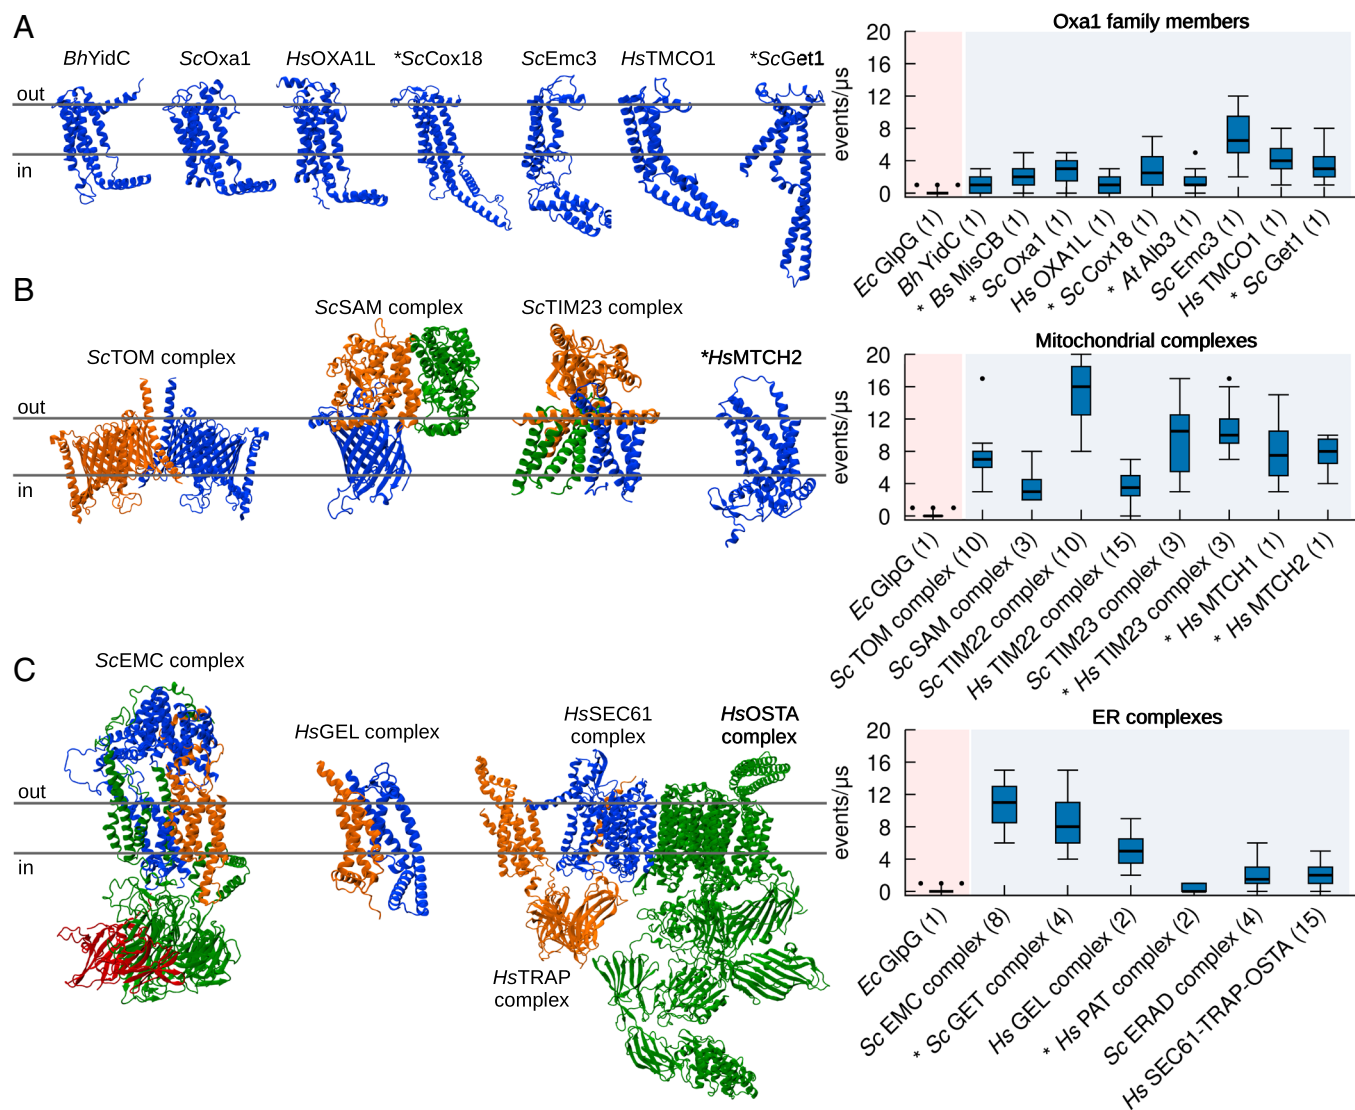 A
BhYidC
ScOxa1
HsOXA1L
*ScCox18
ScEmc3
HsTMCO1
*ScGet1
out
in
Oxa1 family members
events/μs
20
16
12
8
4
0
Ec GlpG (1)
Bh YidC (1)
* Bs MisCB (1)
* Sc Oxa1 (1)
Hs OXA1L (1)
* Sc Cox18 (1)
* At Alb3 (1)
Sc Emc3 (1)
Hs TMCO1 (1)
* Sc Get1 (1)
B
ScTOM complex
ScSAM complex
ScTIM23 complex
*HsMTCH2
out
in
Mitochondrial complexes
events/μs
20
16
12
8
4
0
Ec GlpG (1)
Sc TOM complex (10)
Sc SAM complex (3)
Sc TIM22 complex (10)
Hs TIM22 complex (15)
Sc TIM23 complex (3)
* Hs TIM23 complex (3)
* Hs MTCH1 (1)
* Hs MTCH2 (1)
C
ScEMC complex
HsGEL complex
HsSEC61
complex
HsOSTA
complex
HsTRAP
complex
out
in
ER complexes
events/μs
20
16
12
8
4
0
Ec GlpG (1)
Sc EMC complex (8)
* Sc GET complex (4)
Hs GEL complex (2)
* Hs PAT complex (2)
Sc ERAD complex (4)
Hs SEC61-TRAP-OSTA (15)